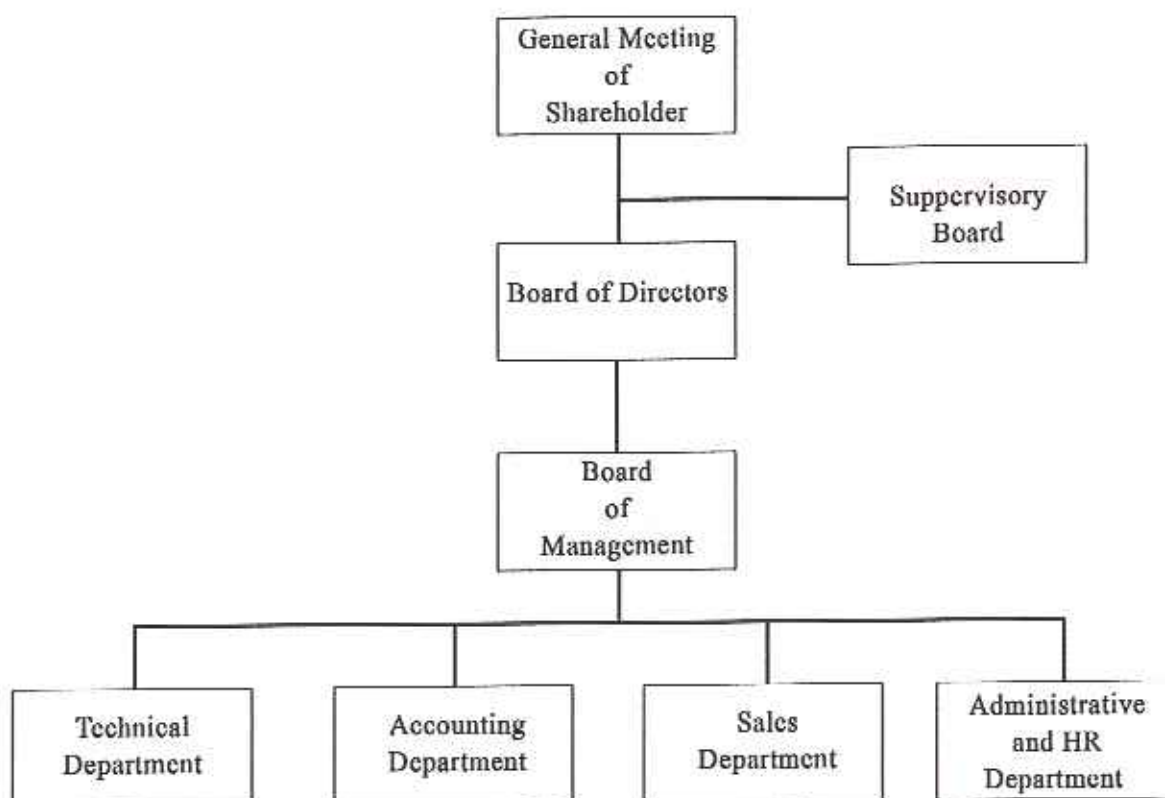 General Meeting
of
Shareholder
Suppervisory
Board
Board of Directors
Board
of
Management
Technical
Department
Accounting
Department
Sales
Department
Administrative
and HR
Department